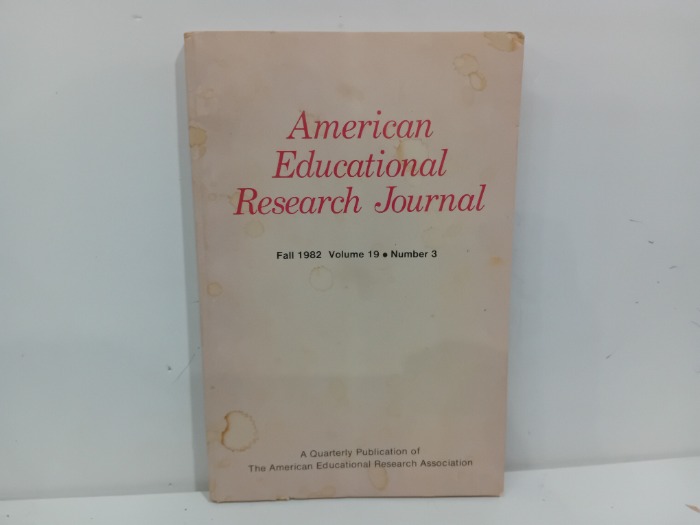 American
Educational
Research Journal
Fall 1982 Volume 19 ● Number 3
A Quarterly Publication of
The American Educational Research Association